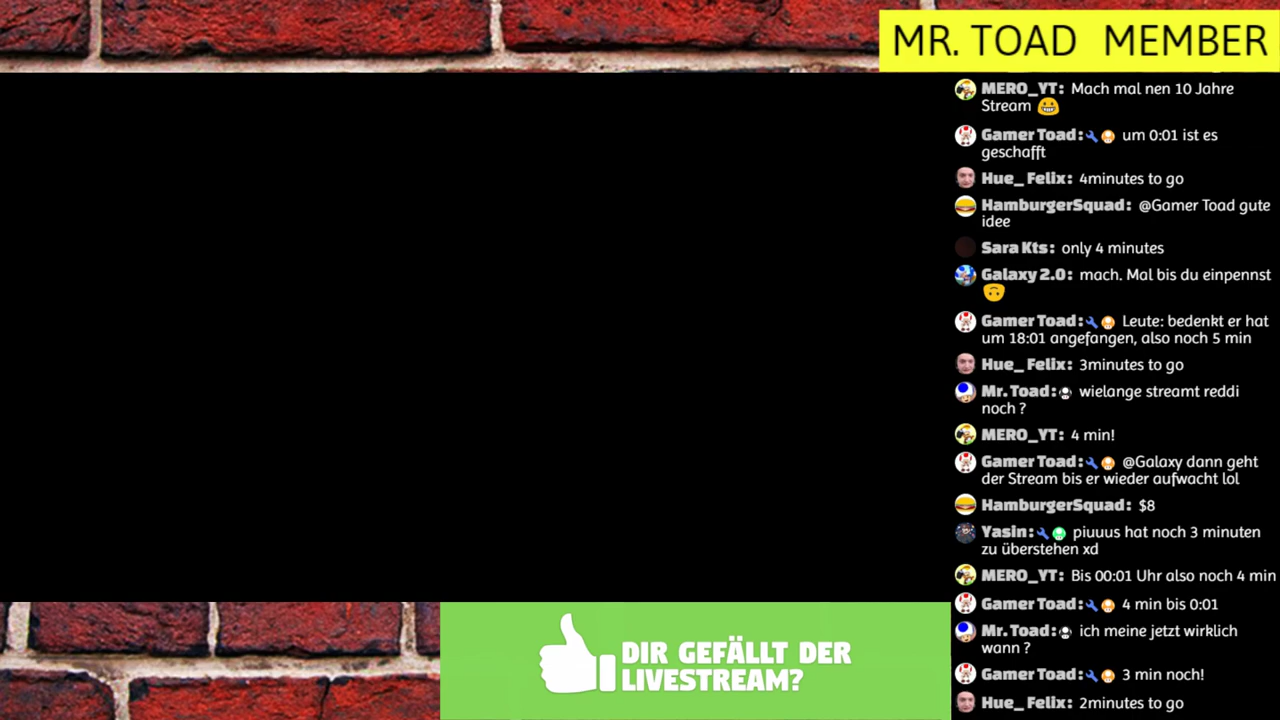 MR. TOAD MEMBER
MERO_YT: Mach mal nen 10 Jahre
Stream 😀
Gamer Toad: um 0:01 ist es
geschafft
Hue_ Felix: 4minutes to go
HamburgerSquad: @Gamer Toad gute
idee
Sara Kts: only 4 minutes
Galaxy 2.0: mach. Mal bis du einpennst
🙃
Gamer Toad: Leute: bedenkt er hat
um 18:01 angefangen, also noch 5 min
Hue_ Felix: 3minutes to go
Mr. Toad: wielange streamt reddi
noch ?
MERO_YT: 4 min!
Gamer Toad: @Galaxy dann geht
der Stream bis er wieder aufwacht lol
HamburgerSquad: $8
Yasin: piuuus hat noch 3 minuten
zu überstehen xd
MERO_YT: Bis 00:01 Uhr also noch 4 min
Gamer Toad: 4 min bis 0:01
Mr. Toad: ich meine jetzt wirklich
wann ?
Gamer Toad: 3 min noch!
Hue_ Felix: 2minutes to go
DIR GEFÄLLT DER
LIVESTREAM?